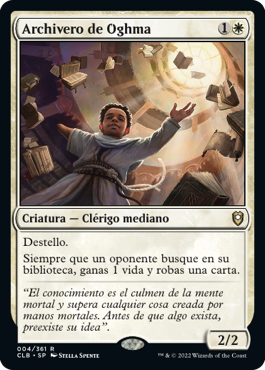 Archivero de Oghma 1
Criatura — Clérigo mediano
Destello.
Siempre que un oponente busque en su
biblioteca, ganas 1 vida y robas una carta.
“El conocimiento es el culmen de la mente
mortal y supera cualquier cosa creada por
manos mortales. Antes de que algo exista,
preexiste su idea”.
2/2
004/361 R
CLB • SP Stella Spente
™ & © 2022 Wizards of the Coast